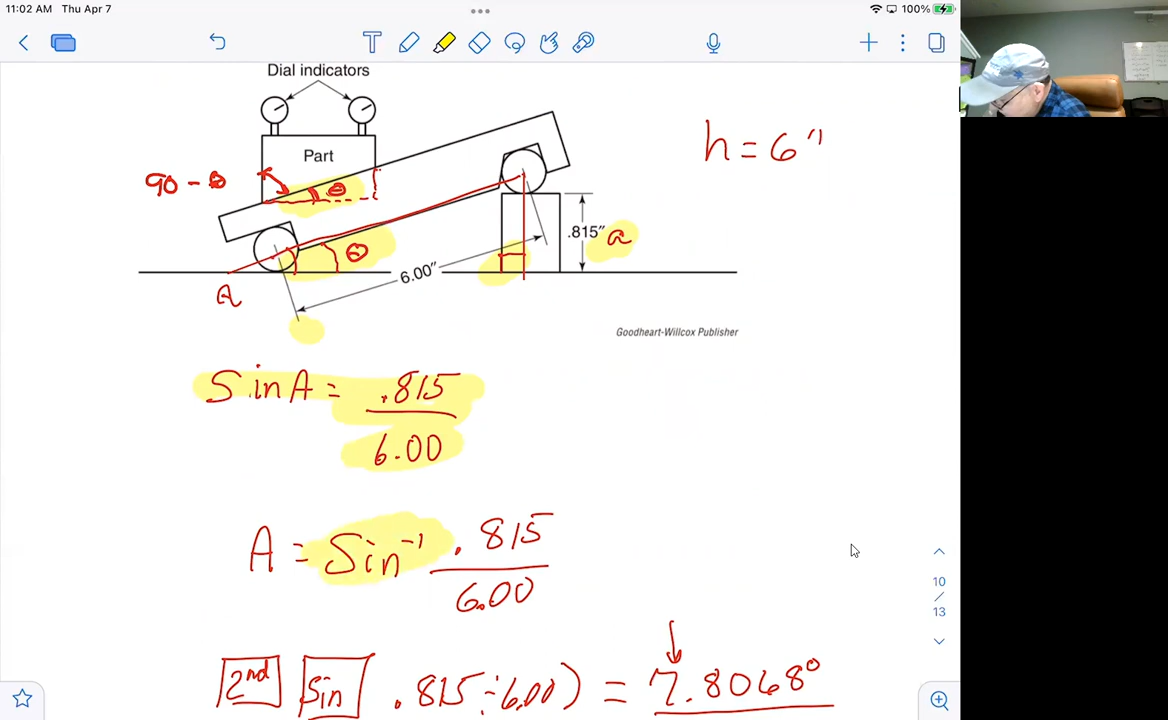 11:02 AM Thu Apr 7
100%
T
Dial indicators
Part
h = 6"
90 - θ
θ
θ
.815"
a
6.00"
a
Goodheart-Willcox Publisher
Sin A = .815
6.00
A = Sin⁻¹ .815
6.00
10
/
13
2nd Sin .815 ÷ 6.00) = 7.8068°